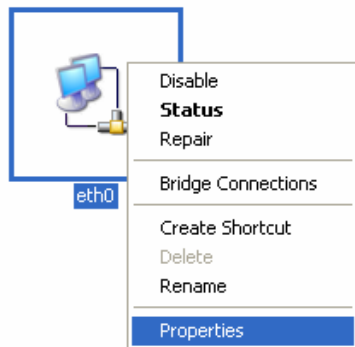 Disable
Status
Repair
Bridge Connections
Create Shortcut
Delete
Rename
Properties
eth0